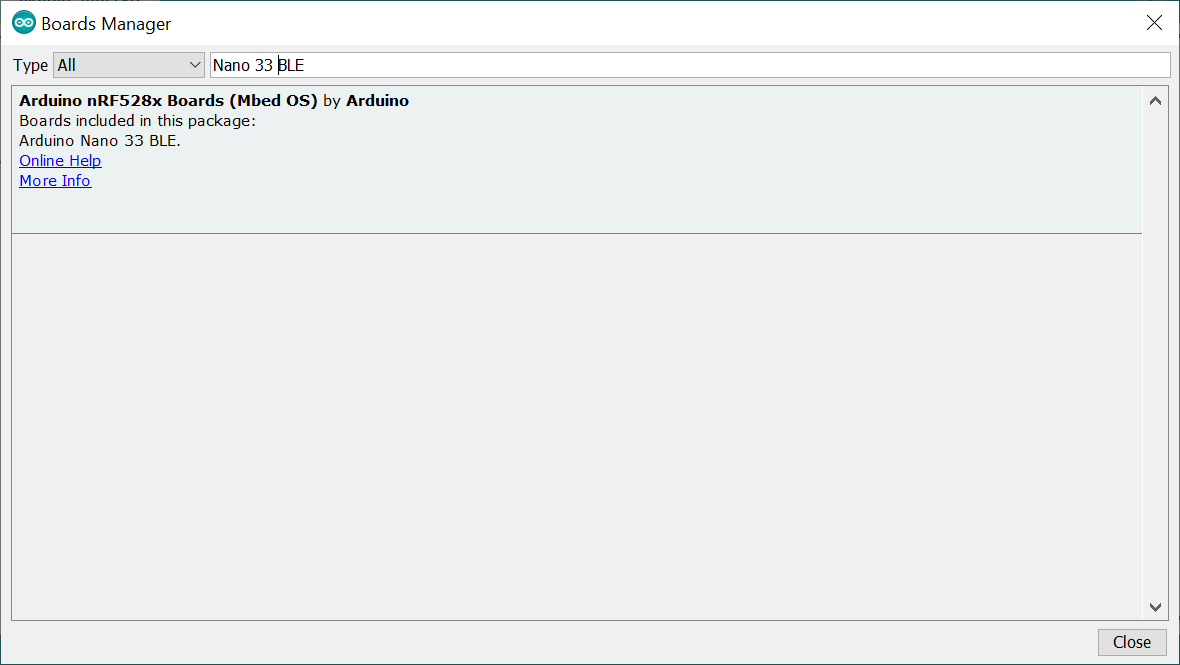 Boards Manager
Type All Nano 33 BLE
Arduino nRF528x Boards (Mbed OS) by Arduino
Boards included in this package:
Arduino Nano 33 BLE.
Online Help
More Info
Close